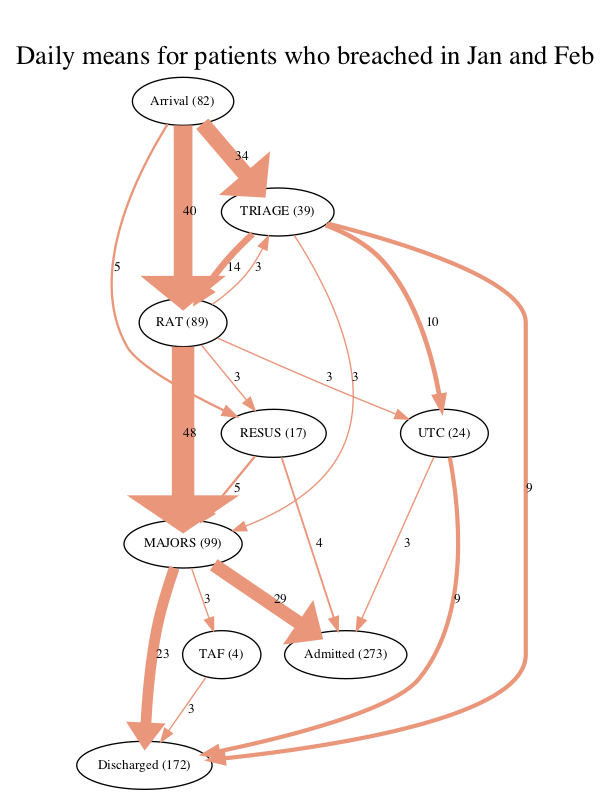 Daily means for patients who breached in Jan and Feb
Arrival (82)
34
40
TRIAGE (39)
5
14
3
RAT (89)
10
3
3
3
48
RESUS (17)
UTC (24)
5
9
MAJORS (99)
4
3
3
29
9
23
TAF (4)
Admitted (273)
3
Discharged (172)